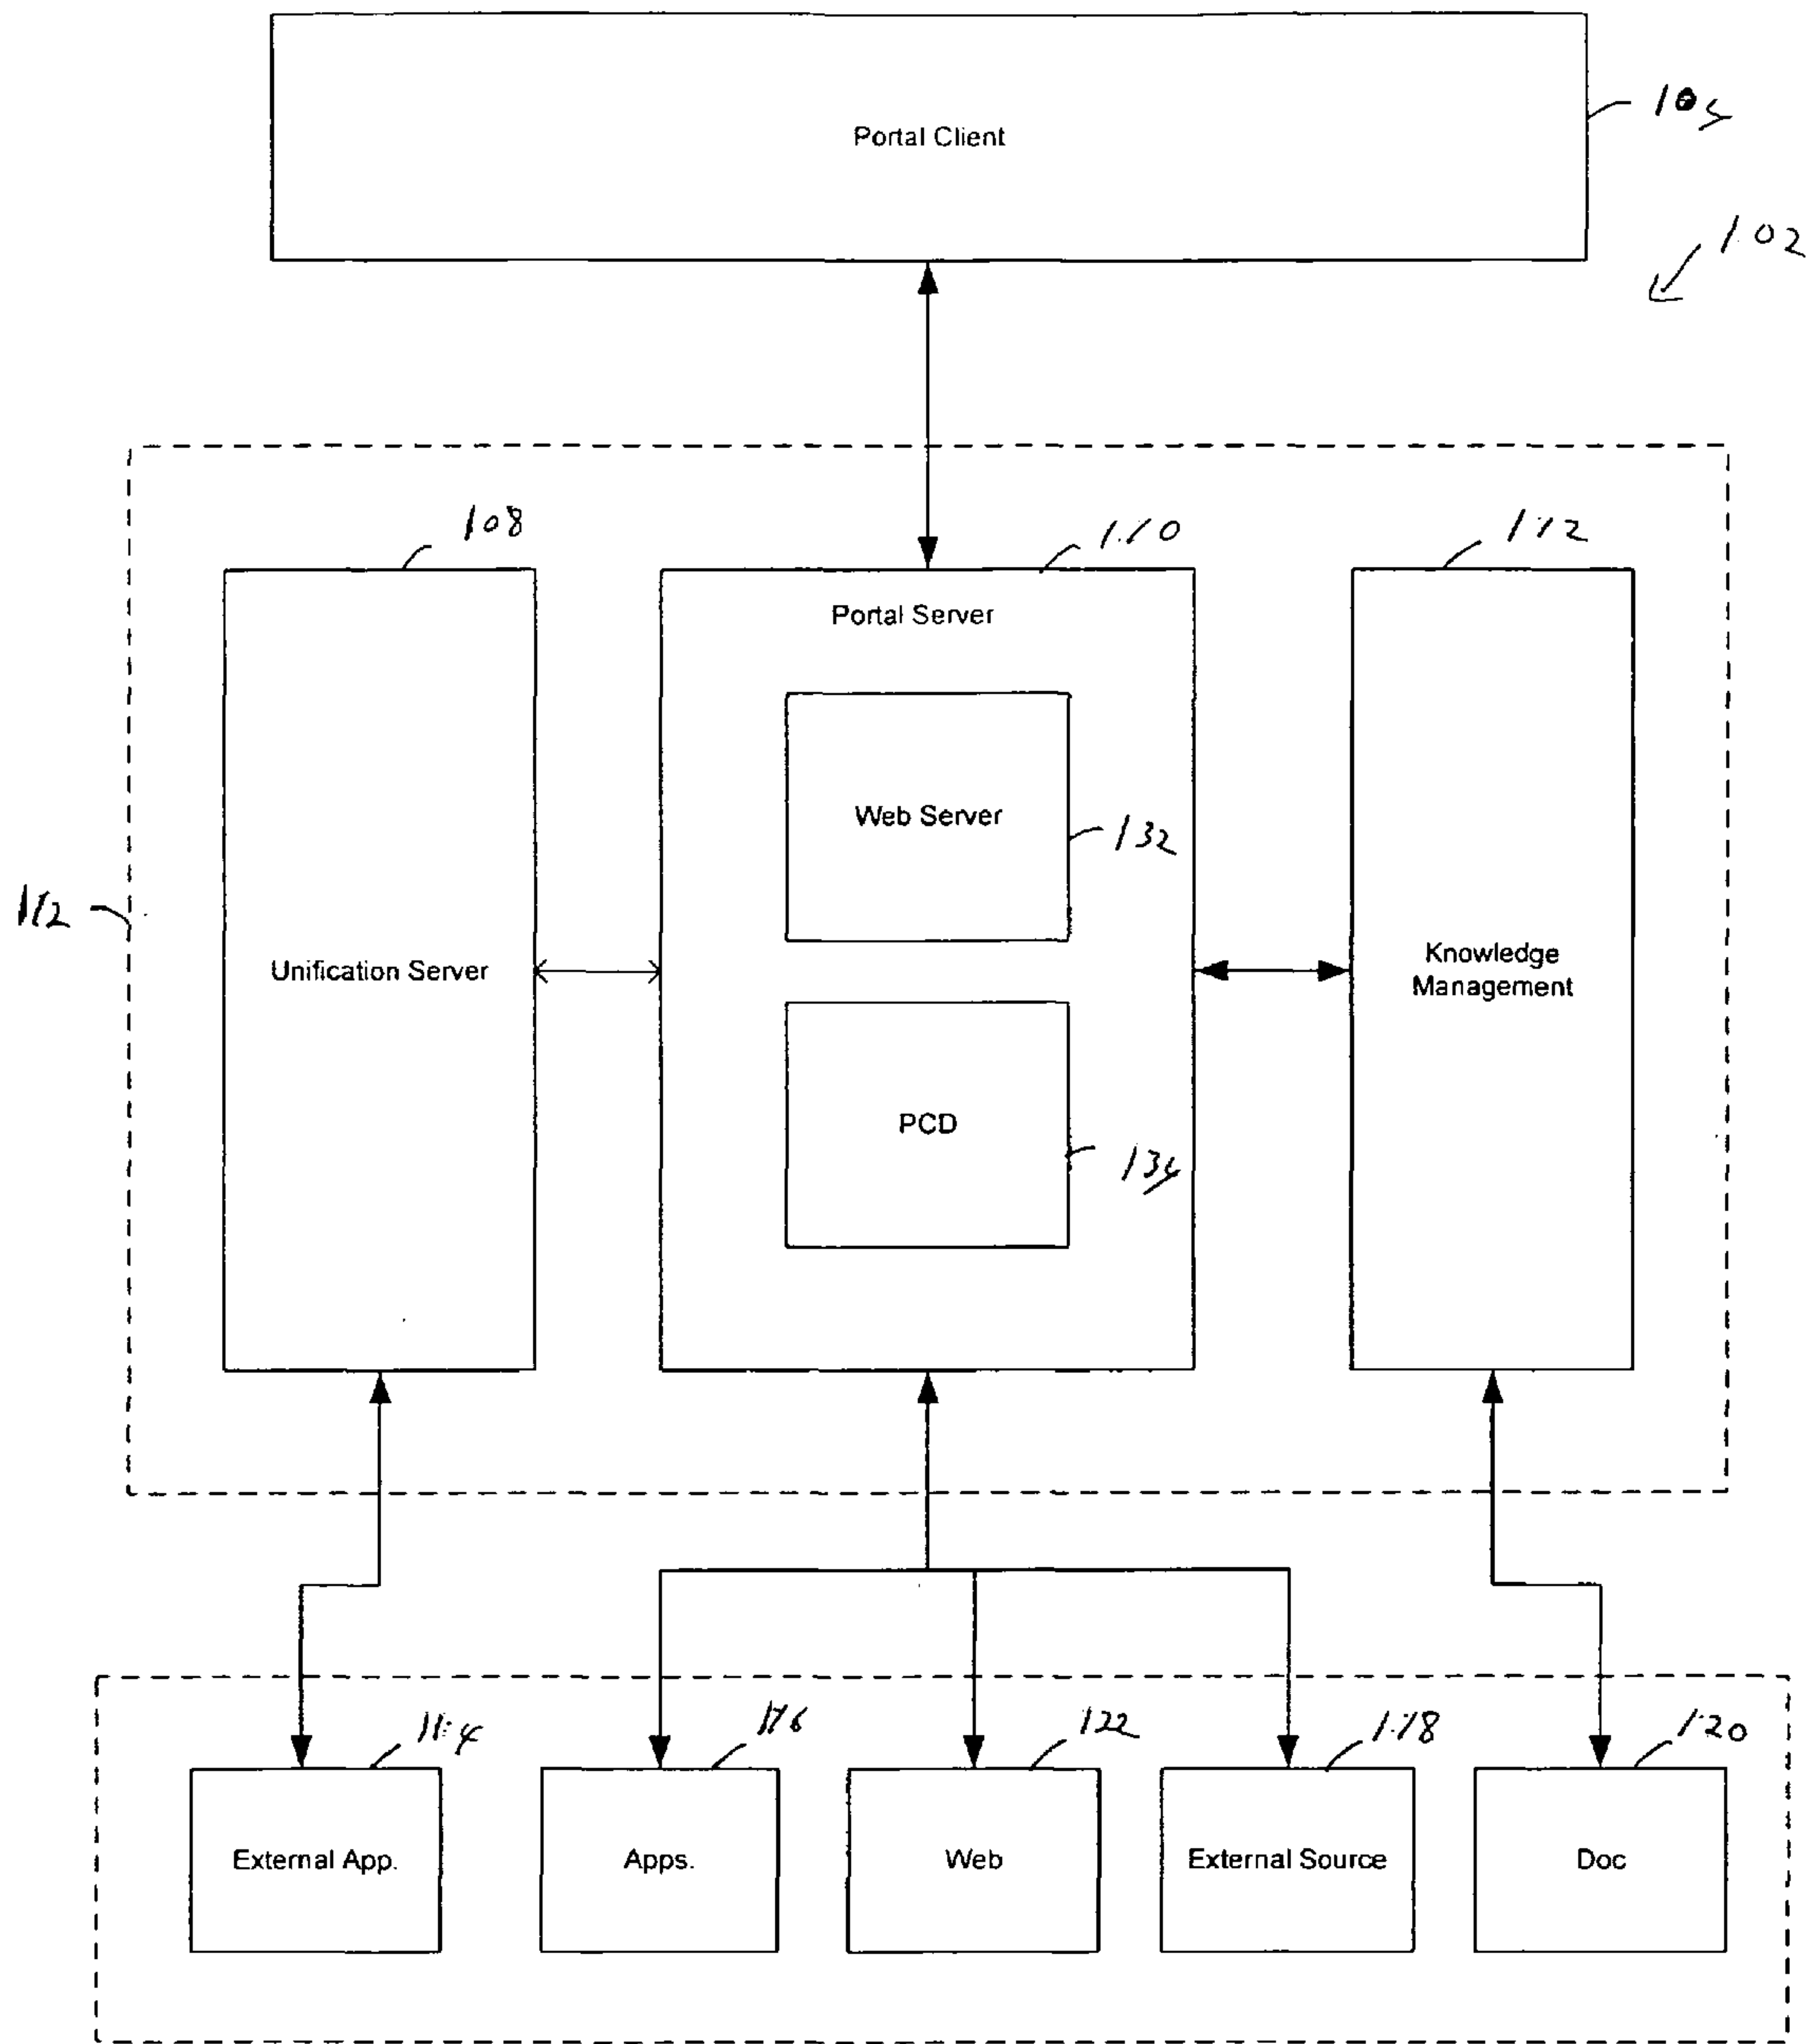 Portal Client
102
108
110
112
Portal Server
Web Server
132
112
Unification Server
Knowledge
Management
PCD
134
114
116
122
118
120
External App.
Apps.
Web
External Source
Doc